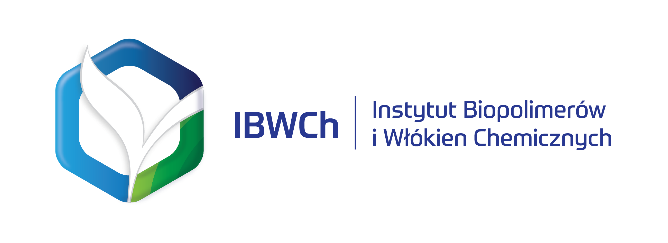 IBWCh
Instytut Biopolimerów
i Włókien Chemicznych